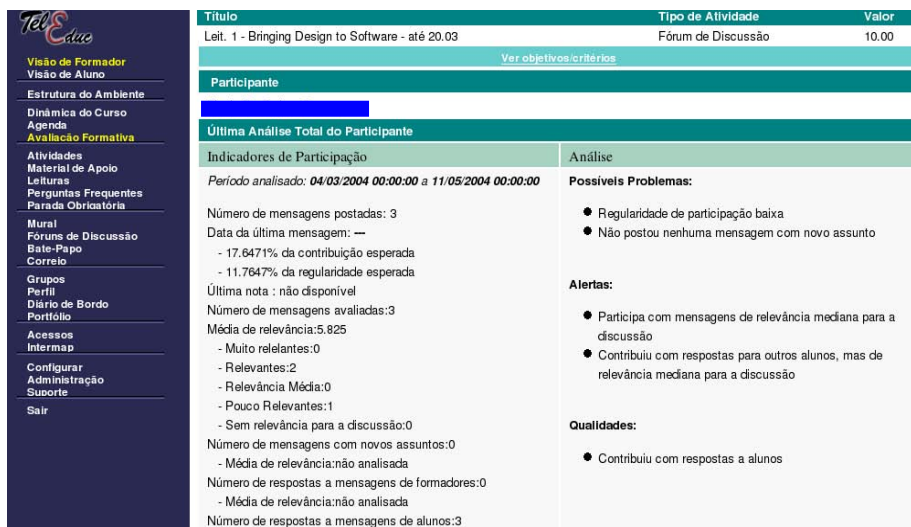 TelEduc
Visão de Formador
Visão de Aluno
Estrutura do Ambiente
Dinâmica do Curso
Agenda
Avaliação Formativa
Atividades
Material de Apoio
Leituras
Perguntas Frequentes
Parada Obrigatória
Mural
Fóruns de Discussão
Bate-Papo
Correio
Grupos
Perfil
Diário de Bordo
Portfólio
Acessos
Intermap
Configurar
Administração
Suporte
Sair
Título Tipo de Atividade Valor
Leit. 1 - Bringing Design to Software - até 20.03 Fórum de Discussão 10.00
Ver objetivos/critérios
Participante
Última Análise Total do Participante
Indicadores de Participação
Período analisado: 04/03/2004 00:00:00 a 11/05/2004 00:00:00
Número de mensagens postadas: 3
Data da última mensagem: ---
- 17.6471% da contribuição esperada
- 11.7647% da regularidade esperada
Última nota : não disponível
Número de mensagens avaliadas:3
Média de relevância:5.825
- Muito relelantes:0
- Relevantes:2
- Relevância Média:0
- Pouco Relevantes:1
- Sem relevância para a discussão:0
Número de mensagens com novos assuntos:0
- Média de relevância:não analisada
Número de respostas a mensagens de formadores:0
- Média de relevância:não analisada
Número de respostas a mensagens de alunos:3
Análise
Possíveis Problemas:
Regularidade de participação baixa
Não postou nenhuma mensagem com novo assunto
Alertas:
Participa com mensagens de relevância mediana para a
discussão
Contribuiu com respostas para outros alunos, mas de
relevância mediana para a discussão
Qualidades:
Contribuiu com respostas a alunos